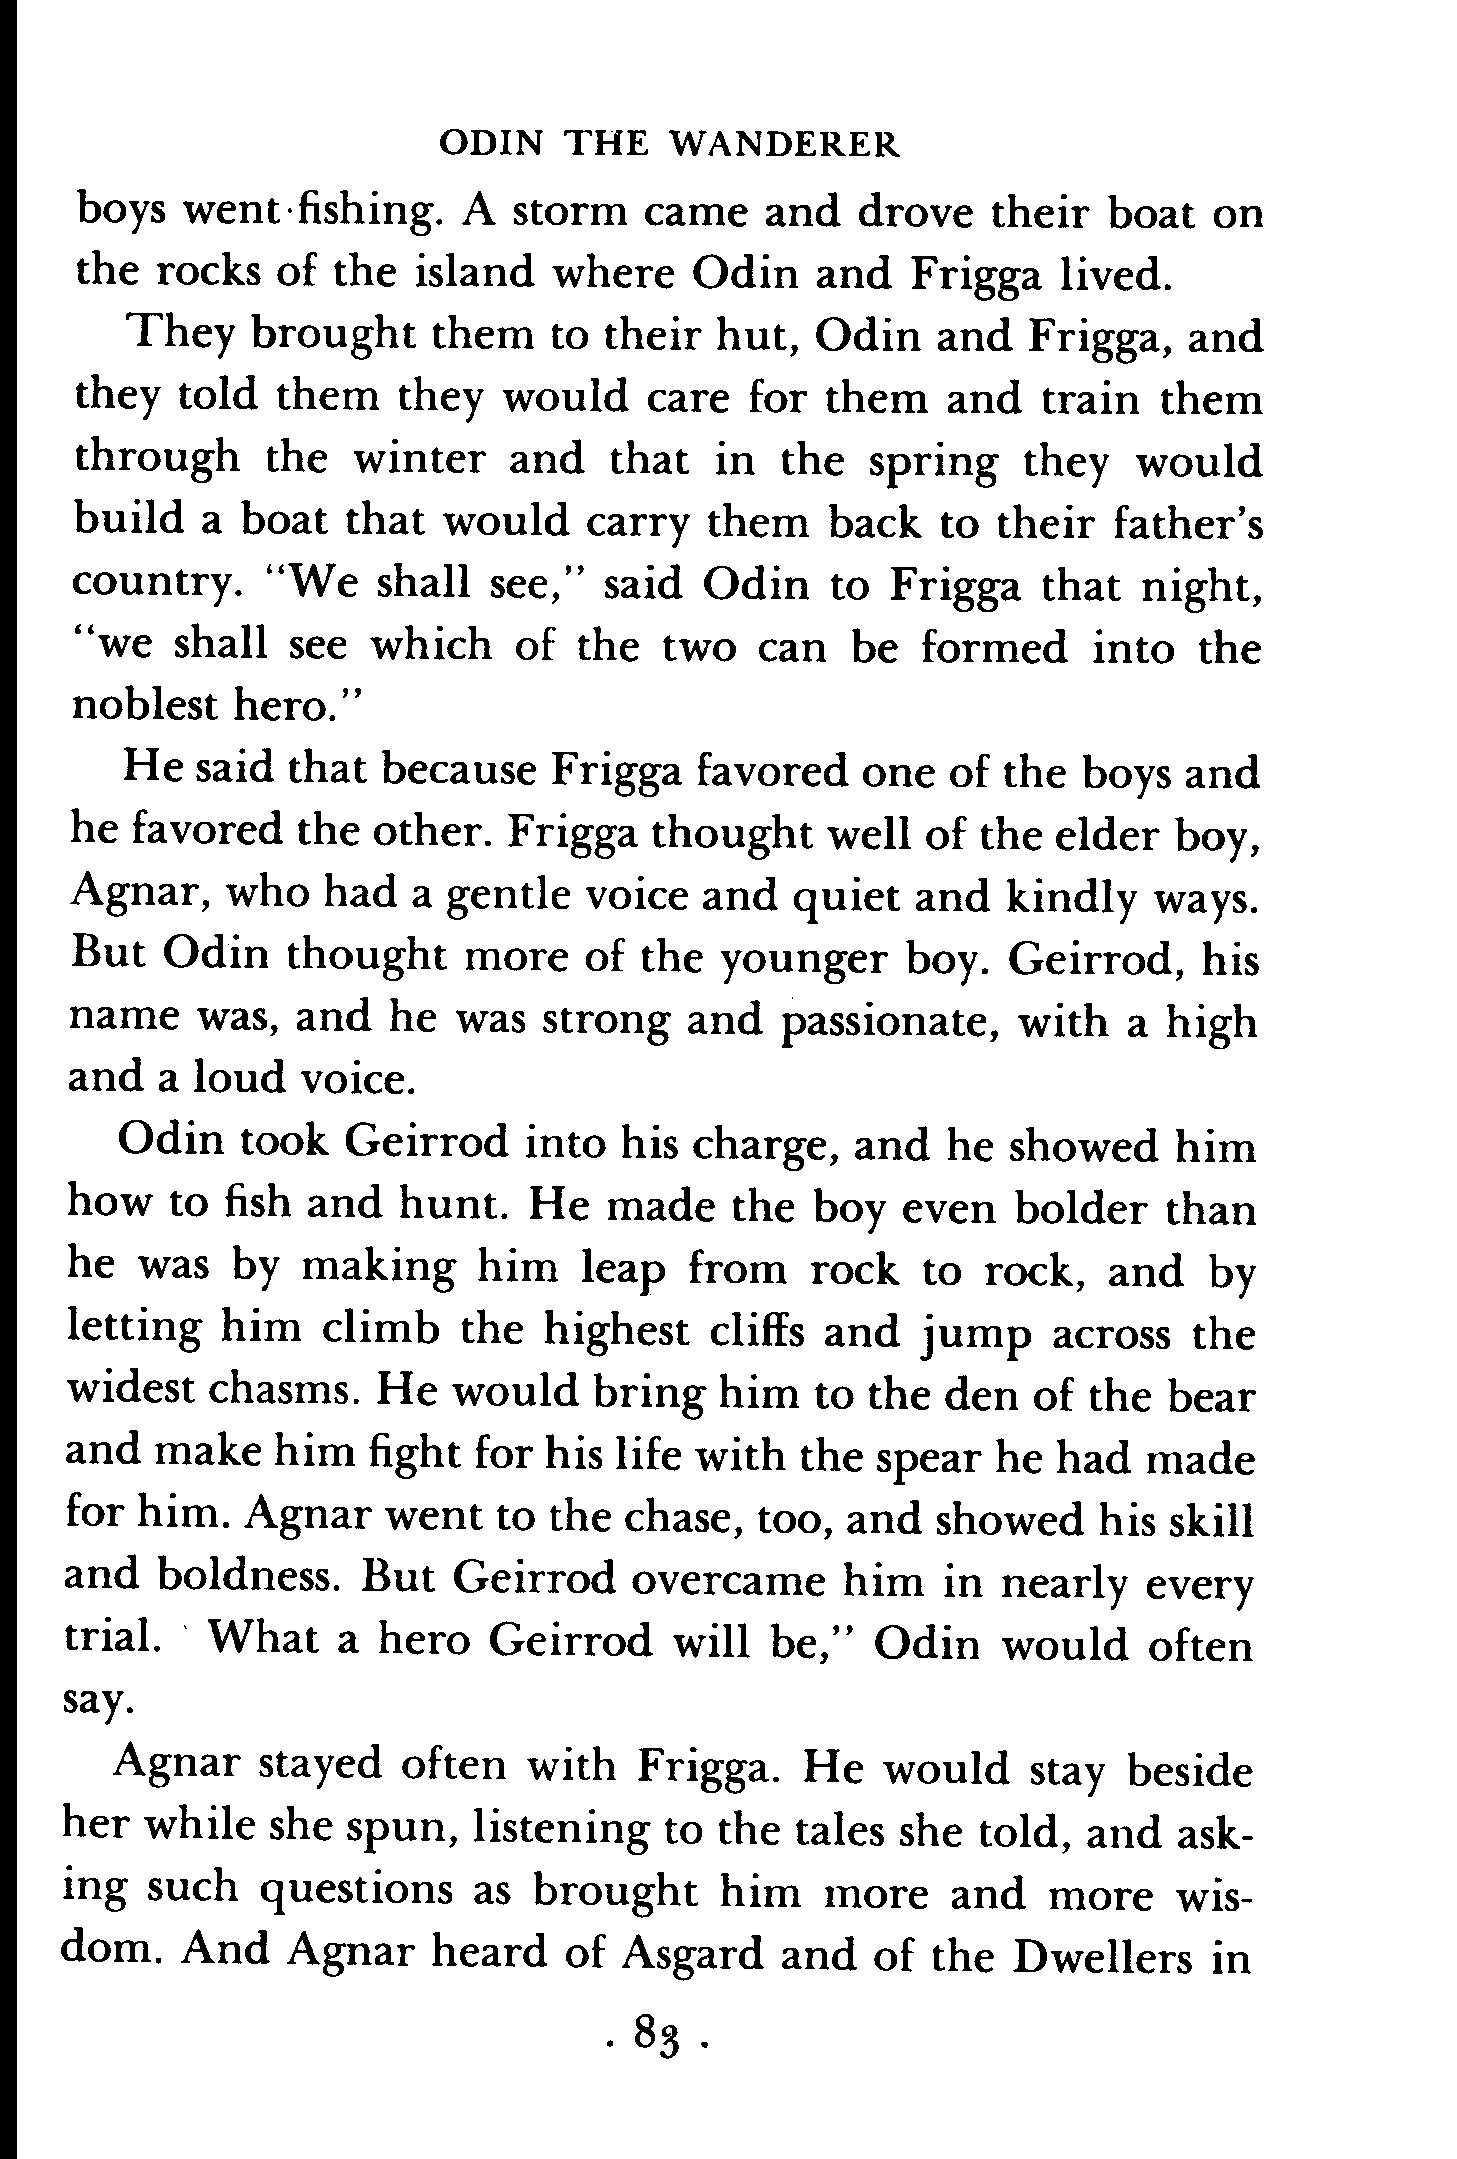 ODIN THE WANDERER
boys went fishing. A storm came and drove their boat on
the rocks of the island where Odin and Frigga lived.
They brought them to their hut, Odin and Frigga, and
they told them they would care for them and train them
through the winter and that in the spring they would
build a boat that would carry them back to their father's
country. "We shall see," said Odin to Frigga that night,
"we shall see which of the two can be formed into the
noblest hero."
He said that because Frigga favored one of the boys and
he favored the other. Frigga thought well of the elder boy,
Agnar, who had a gentle voice and quiet and kindly ways.
But Odin thought more of the younger boy. Geirrod, his
name was, and he was strong and passionate, with a high
and a loud voice.
Odin took Geirrod into his charge, and he showed him
how to fish and hunt. He made the boy even bolder than
he was by making him leap from rock to rock, and by
letting him climb the highest cliffs and jump across the
widest chasms. He would bring him to the den of the bear
and make him fight for his life with the spear he had made
for him. Agnar went to the chase, too, and showed his skill
and boldness. But Geirrod overcame him in nearly every
trial. ` What a hero Geirrod will be," Odin would often
say.
Agnar stayed often with Frigga. He would stay beside
her while she spun, listening to the tales she told, and ask-
ing such questions as brought him more and more wis-
dom. And Agnar heard of Asgard and of the Dwellers in
. 83 .